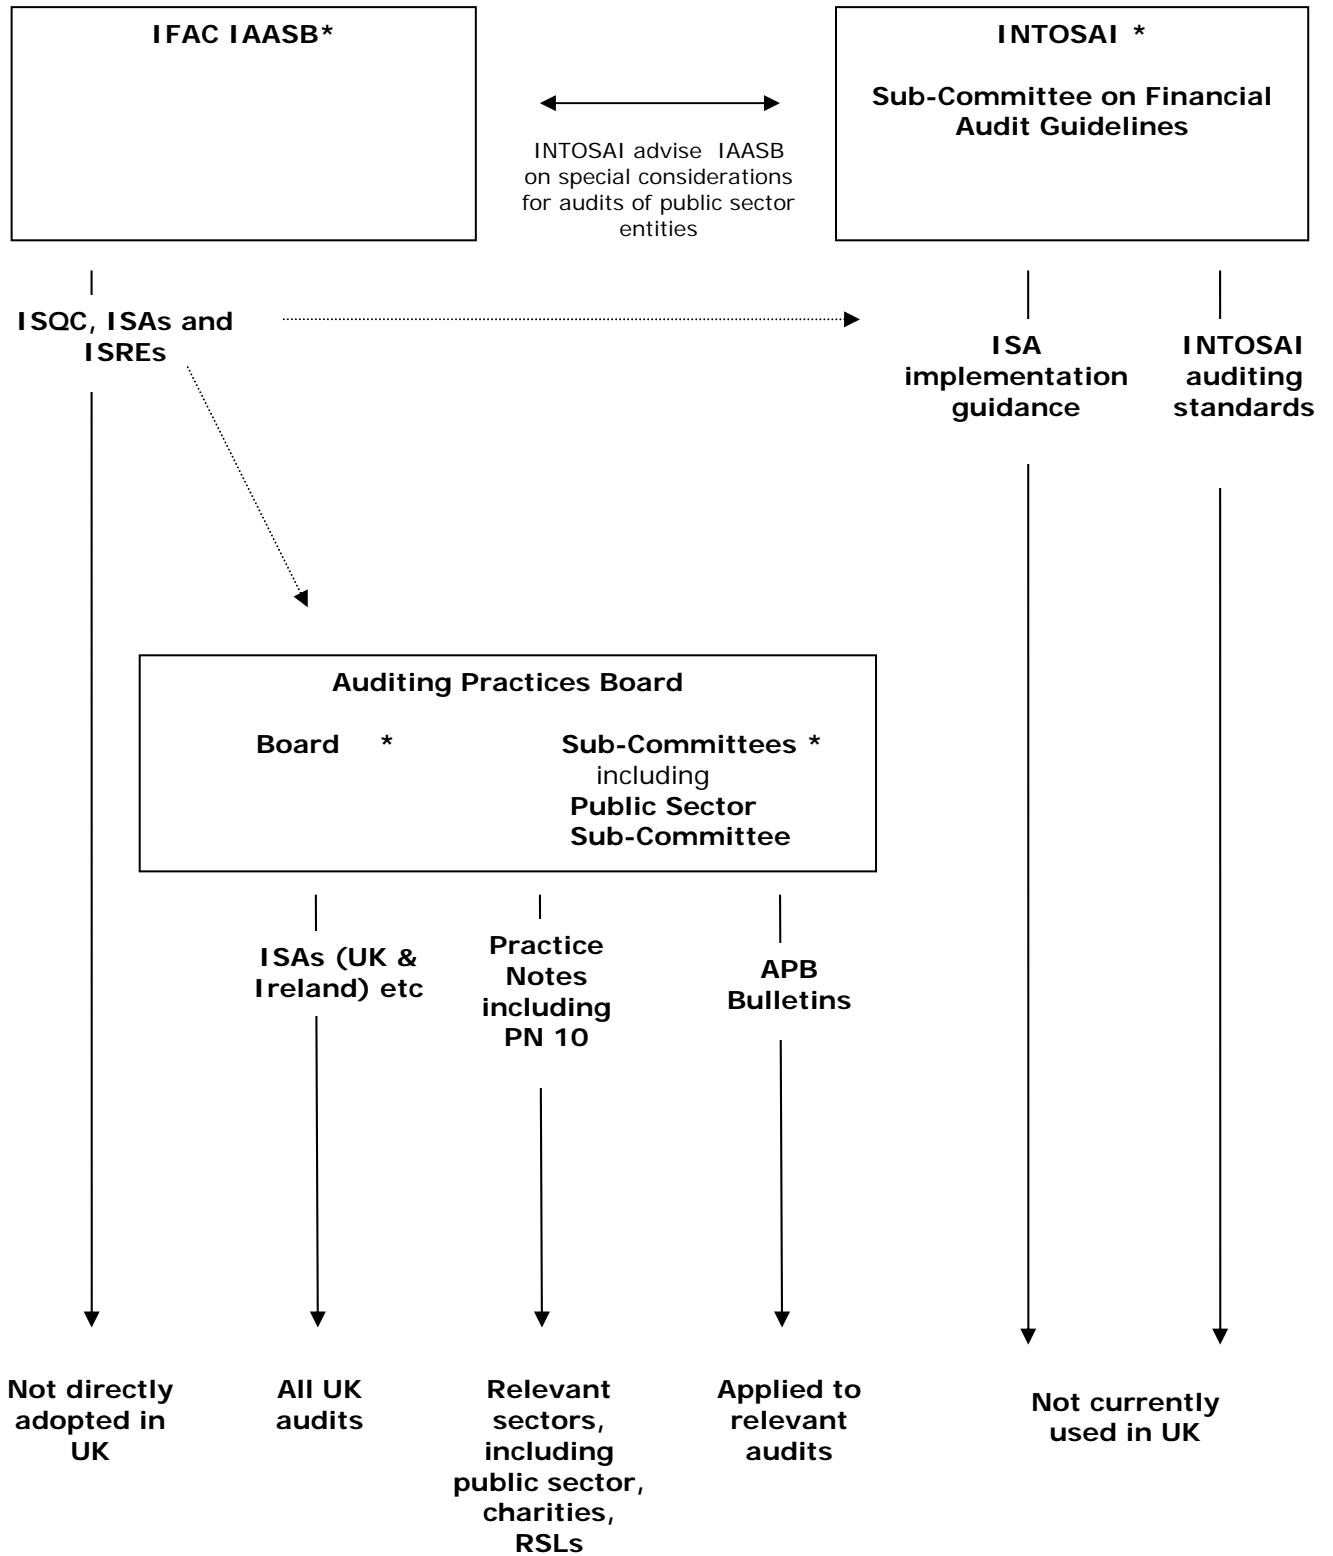 IFAC IAASB*
INTOSAI *
Sub-Committee on Financial
Audit Guidelines
INTOSAI advise IAASB
on special considerations
for audits of public sector
entities
ISQC, ISAs and
ISREs
ISA
implementation
guidance
INTOSAI
auditing
standards
Auditing Practices Board
Board *
Sub-Committees *
including
Public Sector
Sub-Committee
ISAs (UK &
Ireland) etc
Practice
Notes
including
PN 10
APB
Bulletins
Not directly
adopted in
UK
All UK
audits
Relevant
sectors,
including
public sector,
charities,
RSLs
Applied to
relevant
audits
Not currently
used in UK